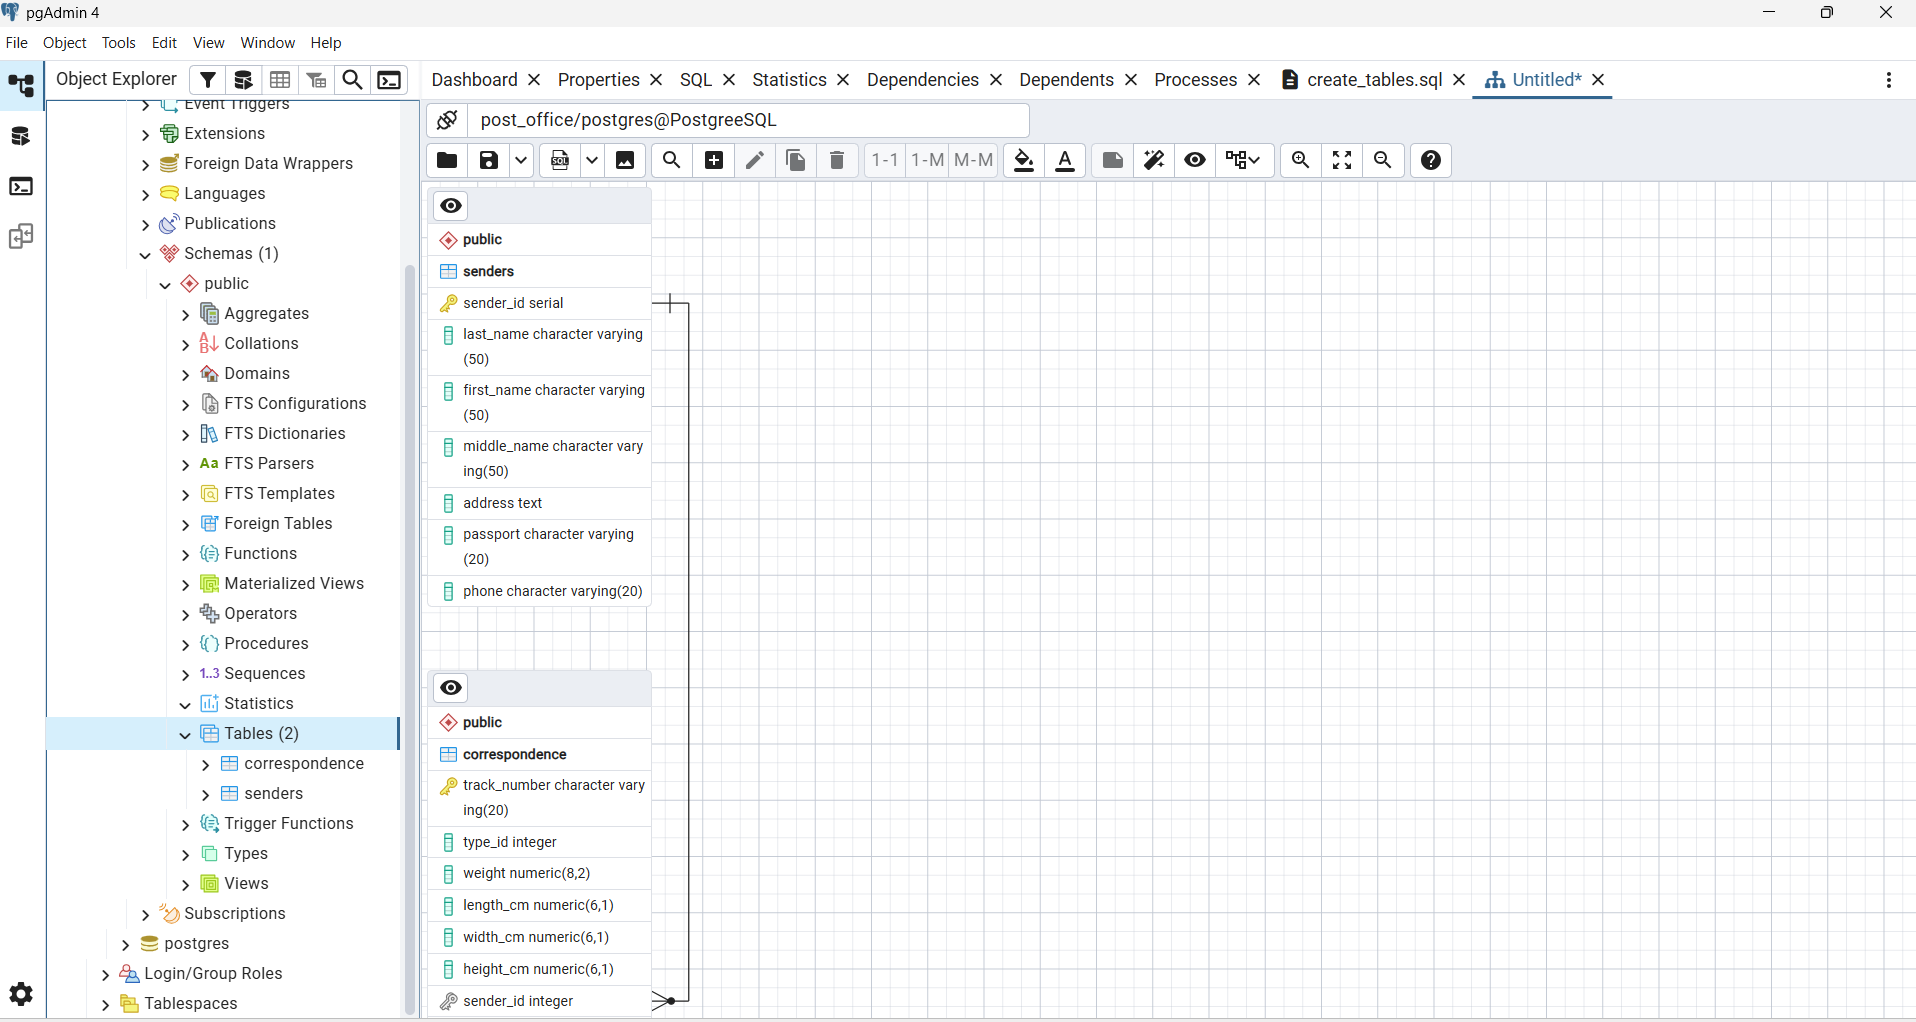 pgAdmin 4
File Object Tools Edit View Window Help
Object Explorer
Dashboard Properties SQL Statistics Dependencies Dependents Processes create_tables.sql Untitled*
post_office/postgres@PostgreeSQL
SQL 1-1 1-M M-M A
Event Triggers
Extensions
Foreign Data Wrappers
Languages
Publications
Schemas (1)
public
Aggregates
Collations
Domains
FTS Configurations
FTS Dictionaries
Aa FTS Parsers
FTS Templates
Foreign Tables
Functions
Materialized Views
Operators
Procedures
1..3 Sequences
Statistics
Tables (2)
correspondence
senders
Trigger Functions
Types
Views
Subscriptions
postgres
Login/Group Roles
Tablespaces
public
senders
sender_id serial
last_name character varying
(50)
first_name character varying
(50)
middle_name character vary
ing(50)
address text
passport character varying
(20)
phone character varying(20)
public
correspondence
track_number character vary
ing(20)
type_id integer
weight numeric(8,2)
length_cm numeric(6,1)
width_cm numeric(6,1)
height_cm numeric(6,1)
sender_id integer